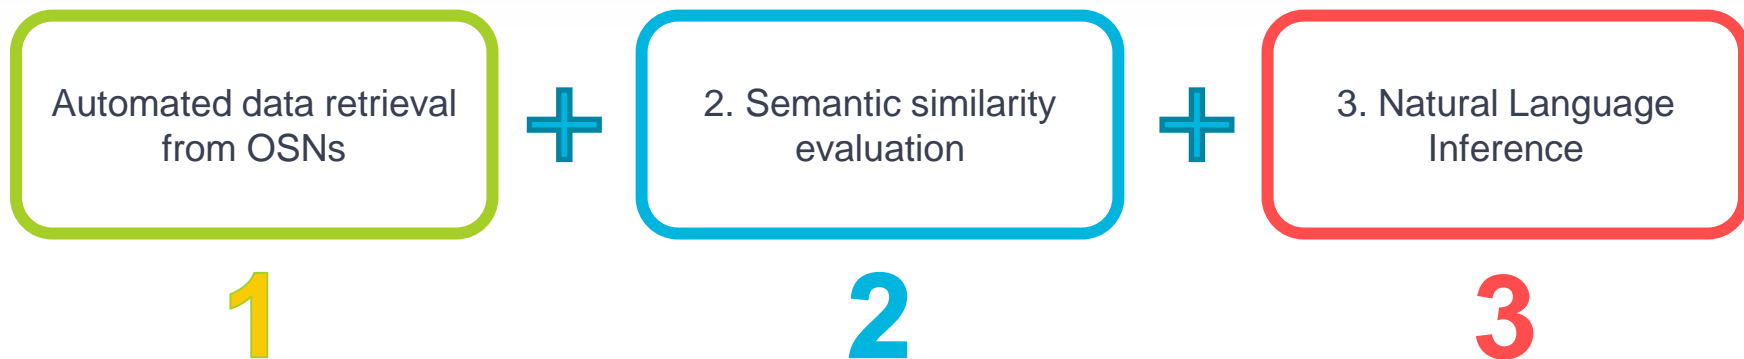 Automated data retrieval
from OSNs
2. Semantic similarity
evaluation
3. Natural Language
Inference
1
2
3